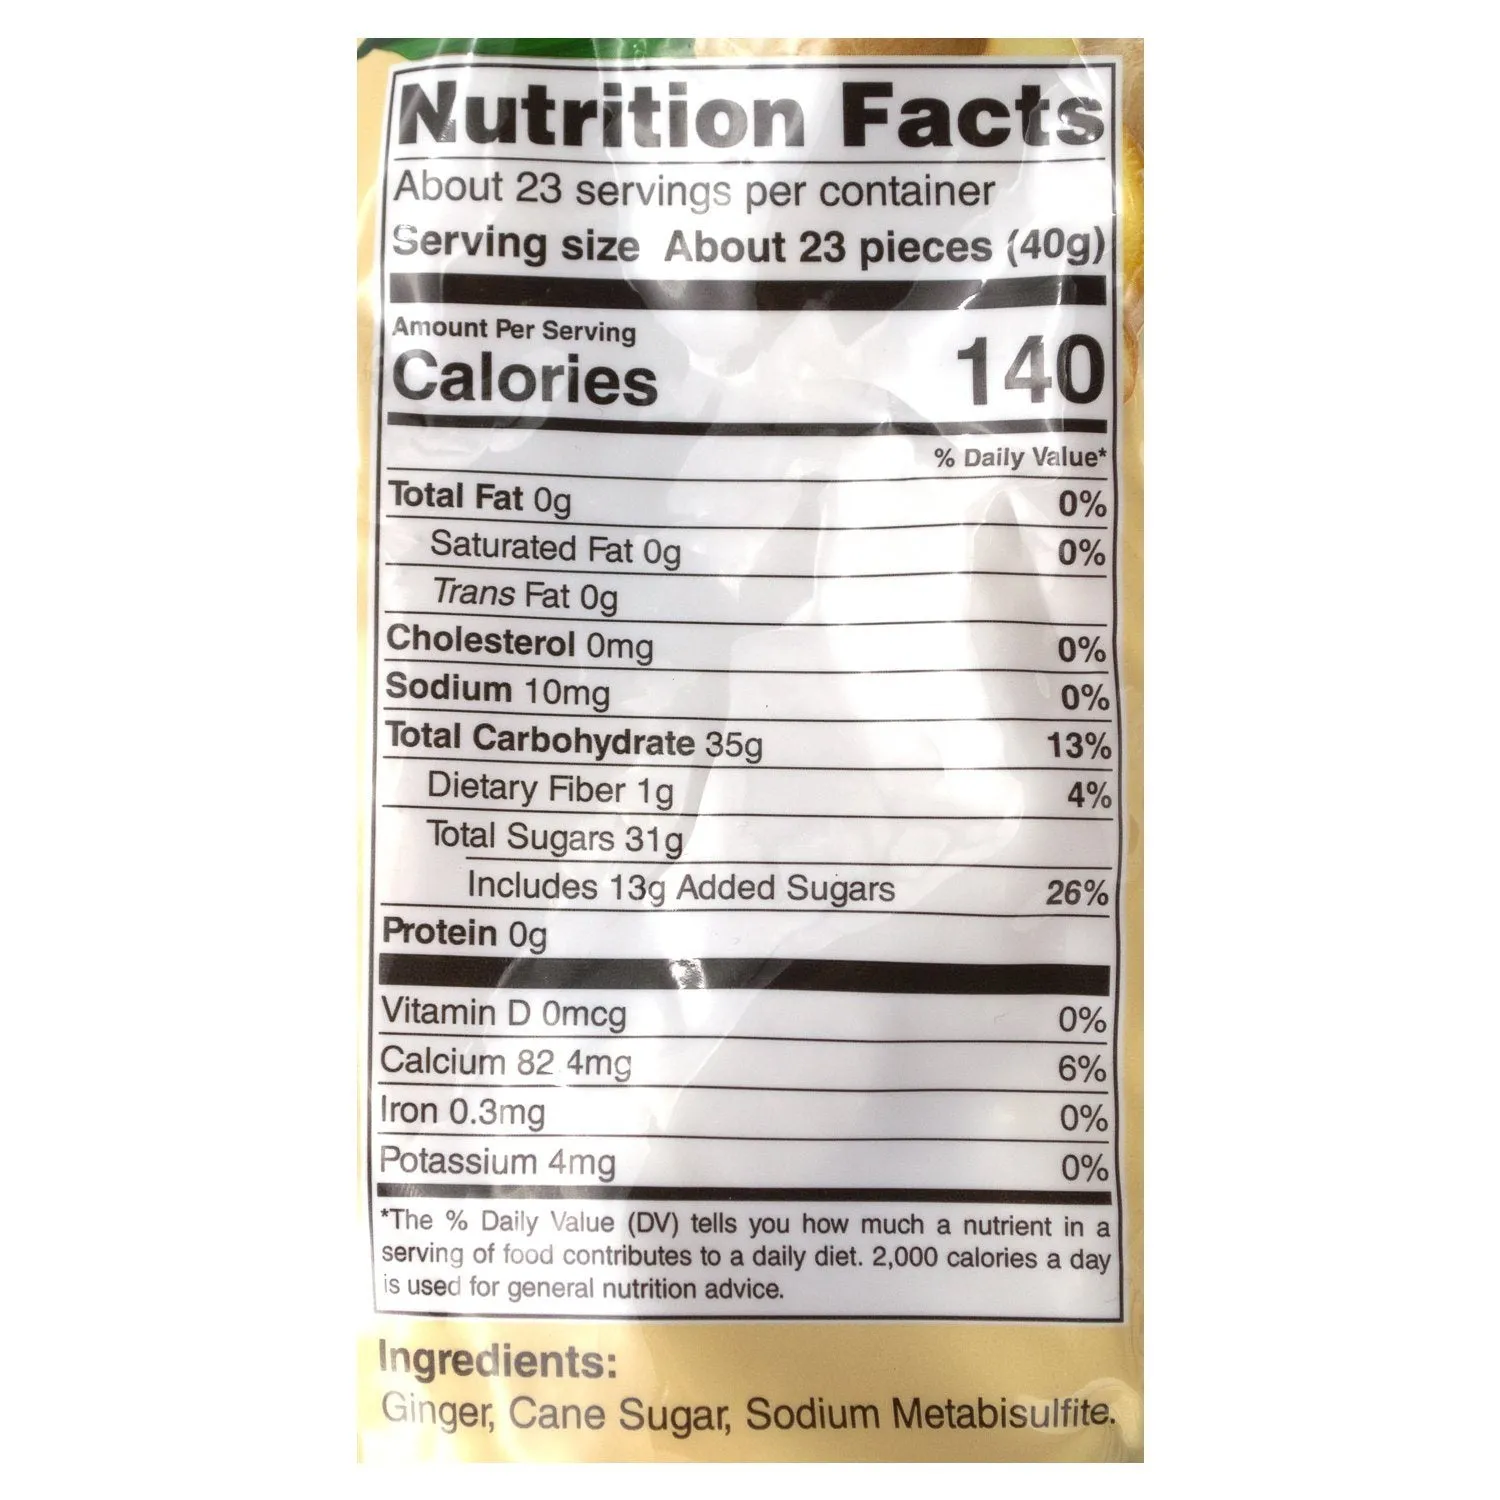 Nutrition Facts
About 23 servings per container
Serving size About 23 pieces (40g)
Amount Per Serving
Calories 140
% Daily Value*
Total Fat 0g 0%
Saturated Fat 0g 0%
Trans Fat 0g
Cholesterol 0mg 0%
Sodium 10mg 0%
Total Carbohydrate 35g 13%
Dietary Fiber 1g 4%
Total Sugars 31g
Includes 13g Added Sugars 26%
Protein 0g
Vitamin D 0mcg 0%
Calcium 82 4mg 6%
Iron 0.3mg 0%
Potassium 4mg 0%
*The % Daily Value (DV) tells you how much a nutrient in a
serving of food contributes to a daily diet. 2,000 calories a day
is used for general nutrition advice.
Ingredients:
Ginger, Cane Sugar, Sodium Metabisulfite.